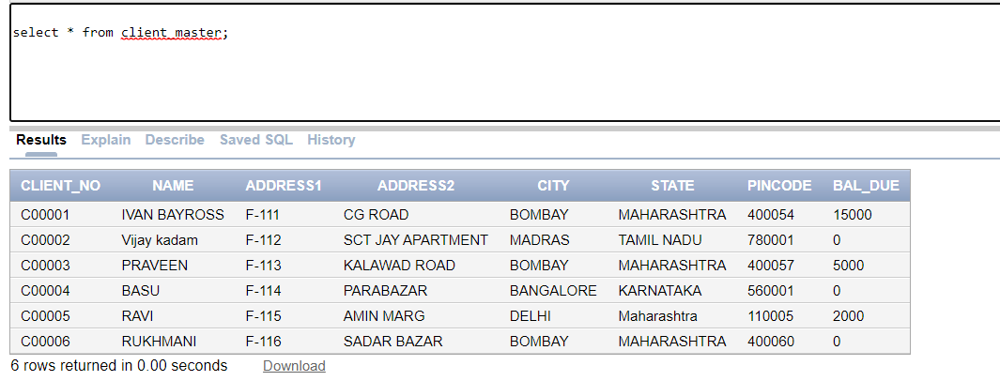 select * from client_master;
Results Explain Describe Saved SQL History
CLIENT_NO NAME ADDRESS1 ADDRESS2 CITY STATE PINCODE BAL_DUE
C00001 IVAN BAYROSS F-111 CG ROAD BOMBAY MAHARASHTRA 400054 15000
C00002 Vijay kadam F-112 SCT JAY APARTMENT MADRAS TAMIL NADU 780001 0
C00003 PRAVEEN F-113 KALAWAD ROAD BOMBAY MAHARASHTRA 400057 5000
C00004 BASU F-114 PARABAZAR BANGALORE KARNATAKA 560001 0
C00005 RAVI F-115 AMIN MARG DELHI Maharashtra 110005 2000
C00006 RUKHMANI F-116 SADAR BAZAR BOMBAY MAHARASHTRA 400060 0
6 rows returned in 0.00 seconds Download